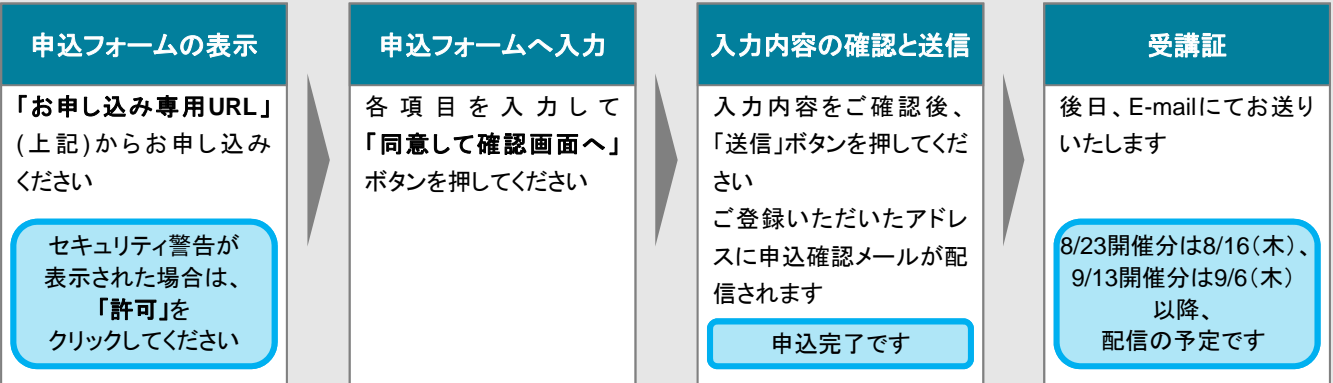 申込フォームの表示
「お申し込み専用URL」
(上記)からお申し込み
ください
セキュリティ警告が
表示された場合は、
「許可」を
クリックしてください
申込フォームへ入力
各項目を入力して
「同意して確認画面へ」
ボタンを押してください
入力内容の確認と送信
入力内容をご確認後、
「送信」ボタンを押してくだ
さい
ご登録いただいたアドレ
スに申込確認メールが配
信されます
申込完了です
受講証
後日、E-mailにてお送り
いたします
8/23開催分は8/16(木)、
9/13開催分は9/6(木)
以降、
配信の予定です